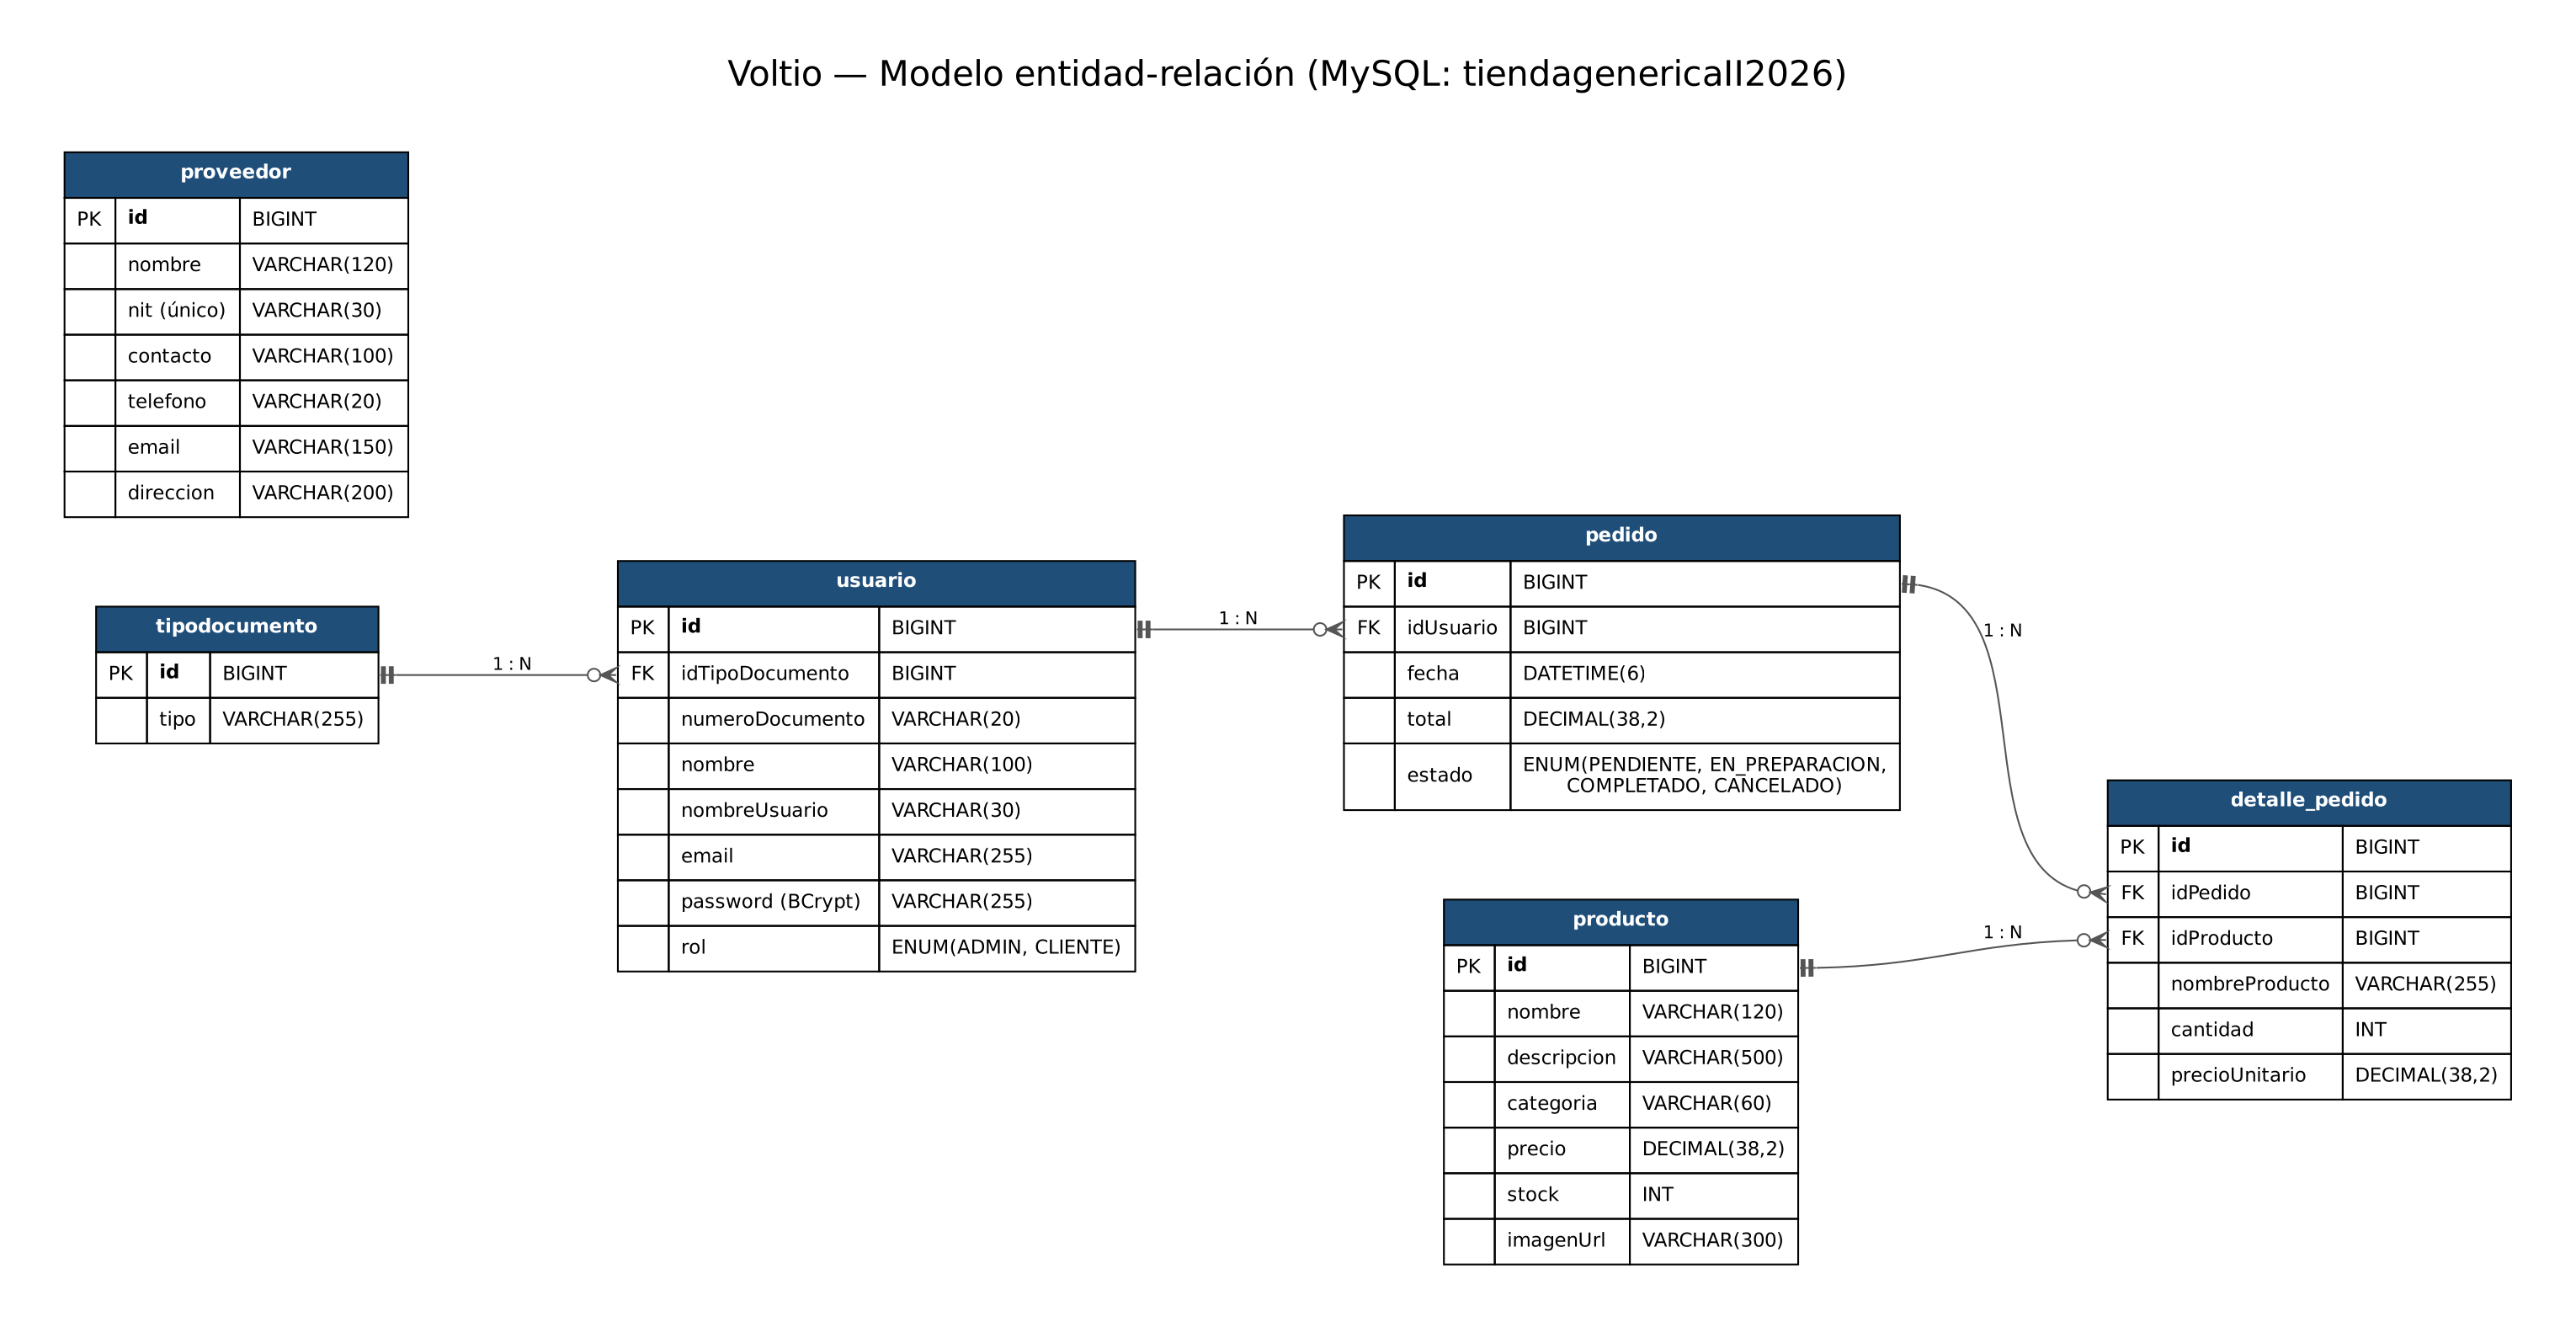 Voltio — Modelo entidad-relación (MySQL: tiendagenericaII2026)
proveedor
PK id BIGINT
nombre VARCHAR(120)
nit (único) VARCHAR(30)
contacto VARCHAR(100)
telefono VARCHAR(20)
email VARCHAR(150)
direccion VARCHAR(200)
tipodocumento
PK id BIGINT
tipo VARCHAR(255)
1 : N
usuario
PK id BIGINT
FK idTipoDocumento BIGINT
numeroDocumento VARCHAR(20)
nombre VARCHAR(100)
nombreUsuario VARCHAR(30)
email VARCHAR(255)
password (BCrypt) VARCHAR(255)
rol ENUM(ADMIN, CLIENTE)
1 : N
pedido
PK id BIGINT
FK idUsuario BIGINT
fecha DATETIME(6)
total DECIMAL(38,2)
estado ENUM(PENDIENTE, EN_PREPARACION,
COMPLETADO, CANCELADO)
1 : N
producto
PK id BIGINT
nombre VARCHAR(120)
descripcion VARCHAR(500)
categoria VARCHAR(60)
precio DECIMAL(38,2)
stock INT
imagenUrl VARCHAR(300)
1 : N
detalle_pedido
PK id BIGINT
FK idPedido BIGINT
FK idProducto BIGINT
nombreProducto VARCHAR(255)
cantidad INT
precioUnitario DECIMAL(38,2)